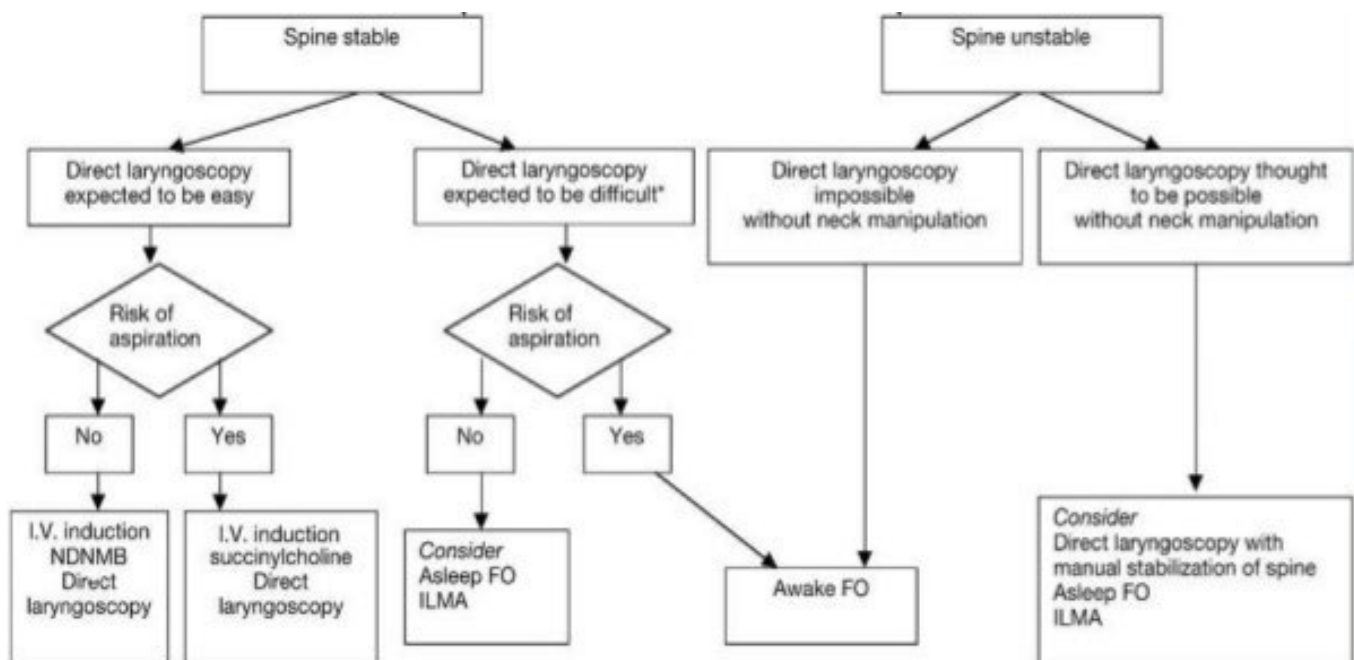 Spine stable
Spine unstable
Direct laryngoscopy
expected to be easy
Direct laryngoscopy
expected to be difficult*
Direct laryngoscopy
impossible
without neck manipulation
Direct laryngoscopy thought
to be possible
without neck manipulation
Risk of
aspiration
Risk of
aspiration
No
Yes
No
Yes
I.V. induction
NDNMB
Direct
laryngoscopy
I.V. induction
succinylcholine
Direct
laryngoscopy
Consider
Asleep FO
ILMA
Awake FO
Consider
Direct laryngoscopy with
manual stabilization of spine
Asleep FO
ILMA